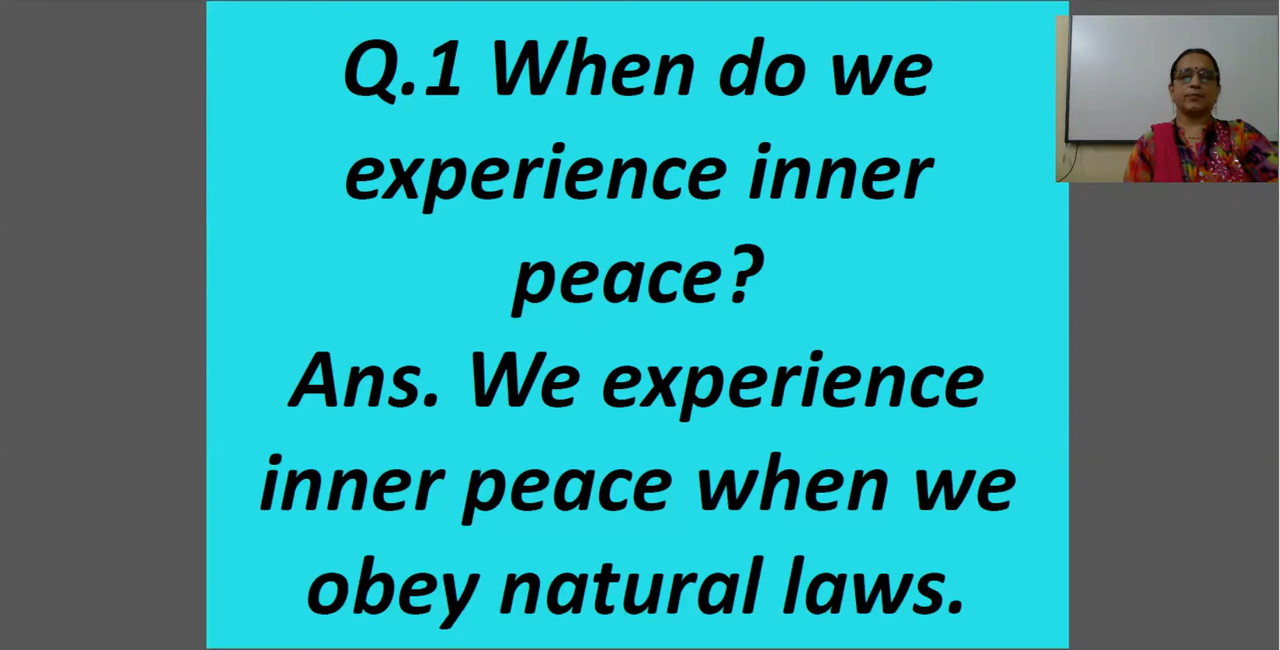 Q.1 When do we
experience inner
peace?
Ans. We experience
inner peace when we
obey natural laws.